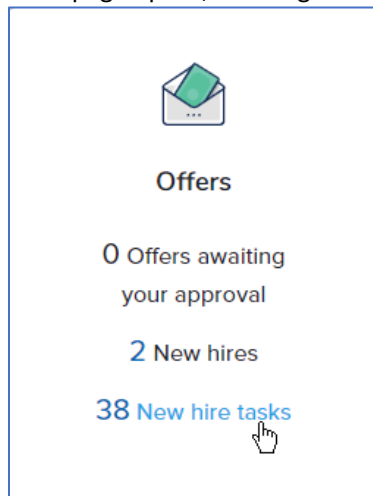 Offers
0 Offers awaiting
your approval
2 New hires
38 New hire tasks